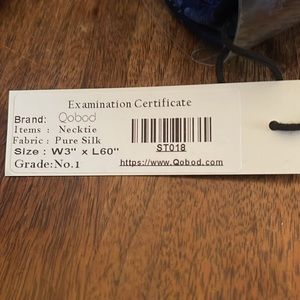 Examination Certificate
Brand: Qobod
Items : Necktie
Fabric : Pure Silk
ST018
Size : W3" x L60"
https://www.Qobod.com
Grade:No.1